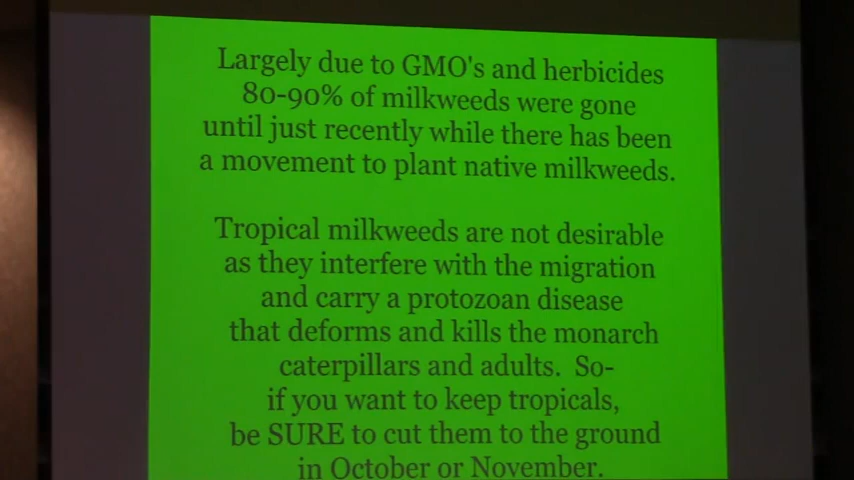 Largely due to GMO's and herbicides
80-90% of milkweeds were gone
until just recently while there has been
a movement to plant native milkweeds.
Tropical milkweeds are not desirable
as they interfere with the migration
and carry a protozoan disease
that deforms and kills the monarch
caterpillars and adults. So-
if you want to keep tropicals,
be SURE to cut them to the ground
in October or November.